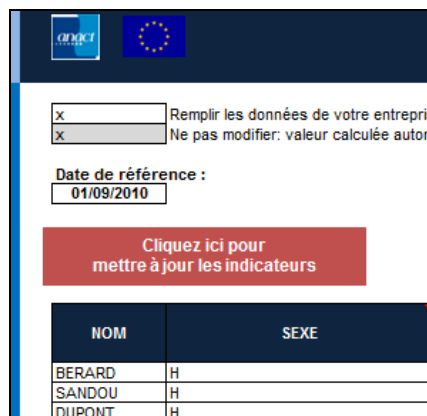 anact
x Remplir les données de votre entrepri
x Ne pas modifier: valeur calculée autor
Date de référence :
01/09/2010
Cliquez ici pour
mettre à jour les indicateurs
NOM SEXE
BERARD H
SANDOU H
DUPONT H